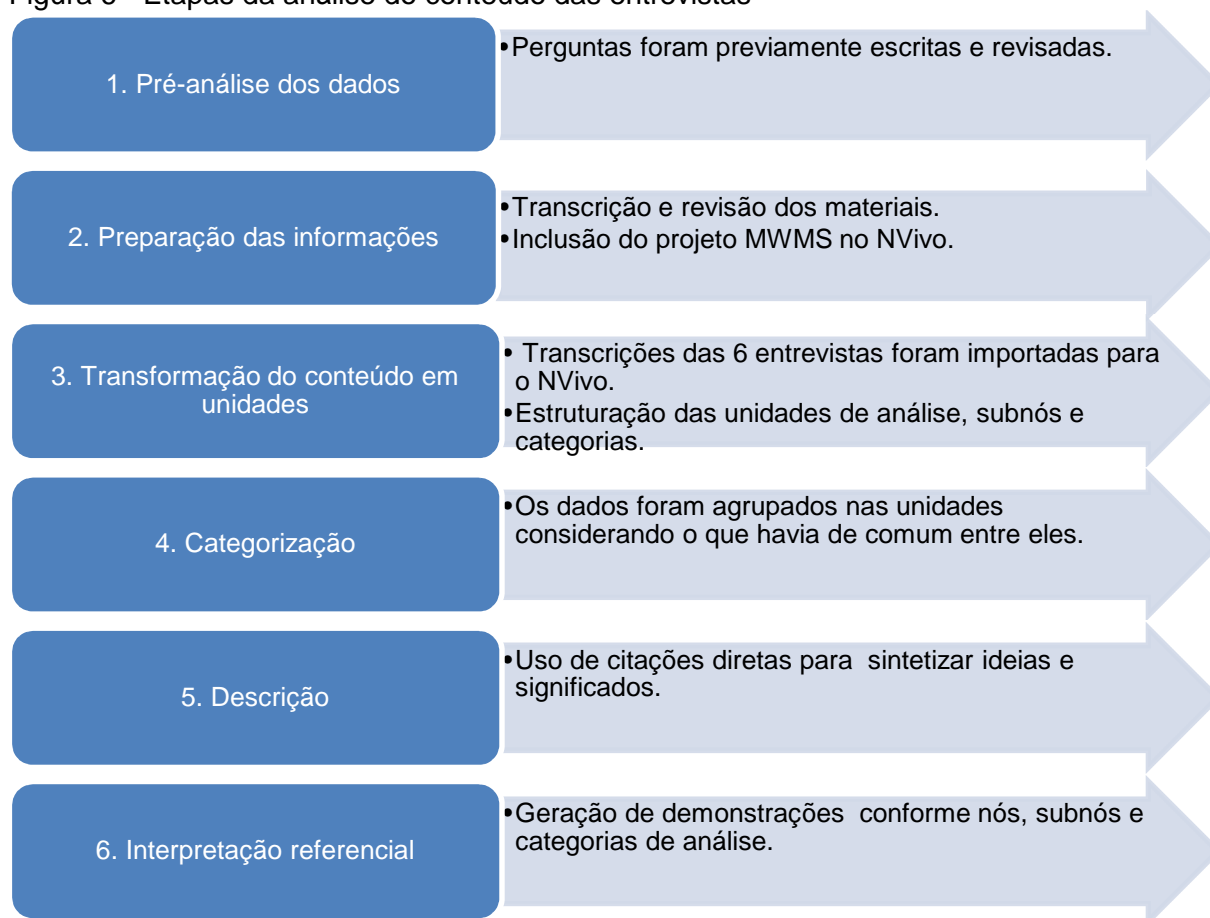 Figura 6 - Etapas da análise de conteúdo das entrevistas
1. Pré-análise dos dados
•Perguntas foram previamente escritas e revisadas.
2. Preparação das informações
•Transcrição e revisão dos materiais.
•Inclusão do projeto MWMS no NVivo.
3. Transformação do conteúdo em
unidades
• Transcrições das 6 entrevistas foram importadas para
o NVivo.
•Estruturação das unidades de análise, subnós e
categorias.
4. Categorização
•Os dados foram agrupados nas unidades
considerando o que havia de comum entre eles.
5. Descrição
•Uso de citações diretas para  sintetizar ideias e
significados.
6. Interpretação referencial
•Geração de demonstrações  conforme nós, subnós e
categorias de análise.